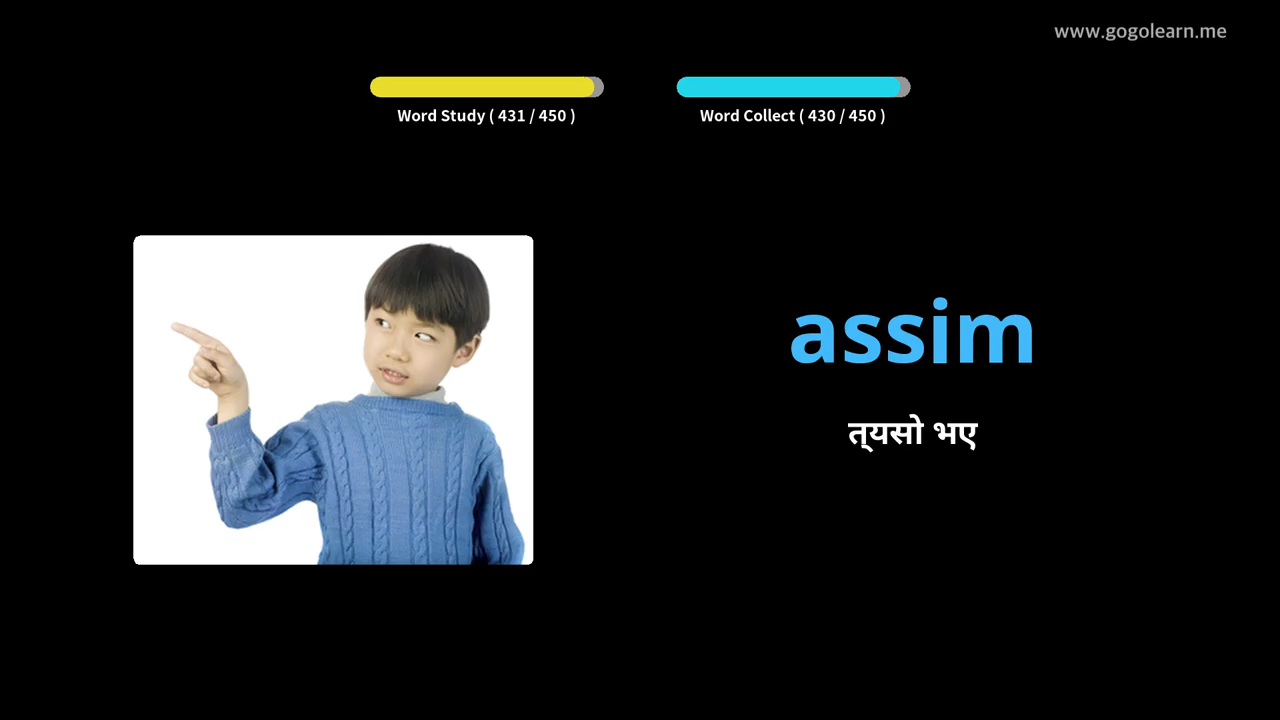 www.gogolearn.me
Word Study ( 431 / 450 )
Word Collect ( 430 / 450 )
assim
त्यसो भए